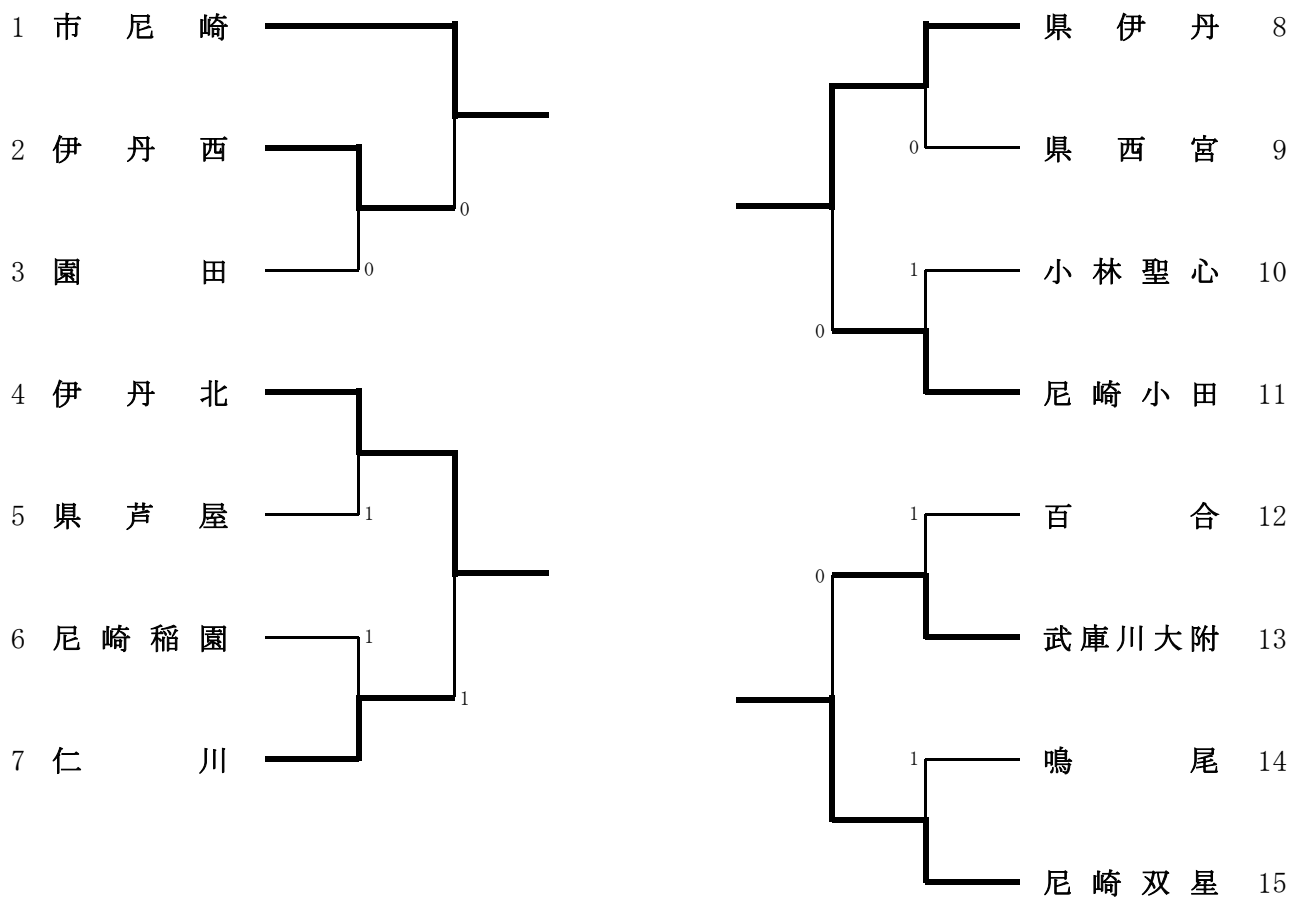 1 市尼崎
2 伊丹西
0
3 園田
0
4 伊丹北
5 県芦屋
1
6 尼崎稲園
1
1
7 仁川
県伊丹 8
0
県西宮 9
1
小林聖心 10
0
尼崎小田 11
1
百合 12
0
武庫川大附 13
1
鳴尾 14
尼崎双星 15